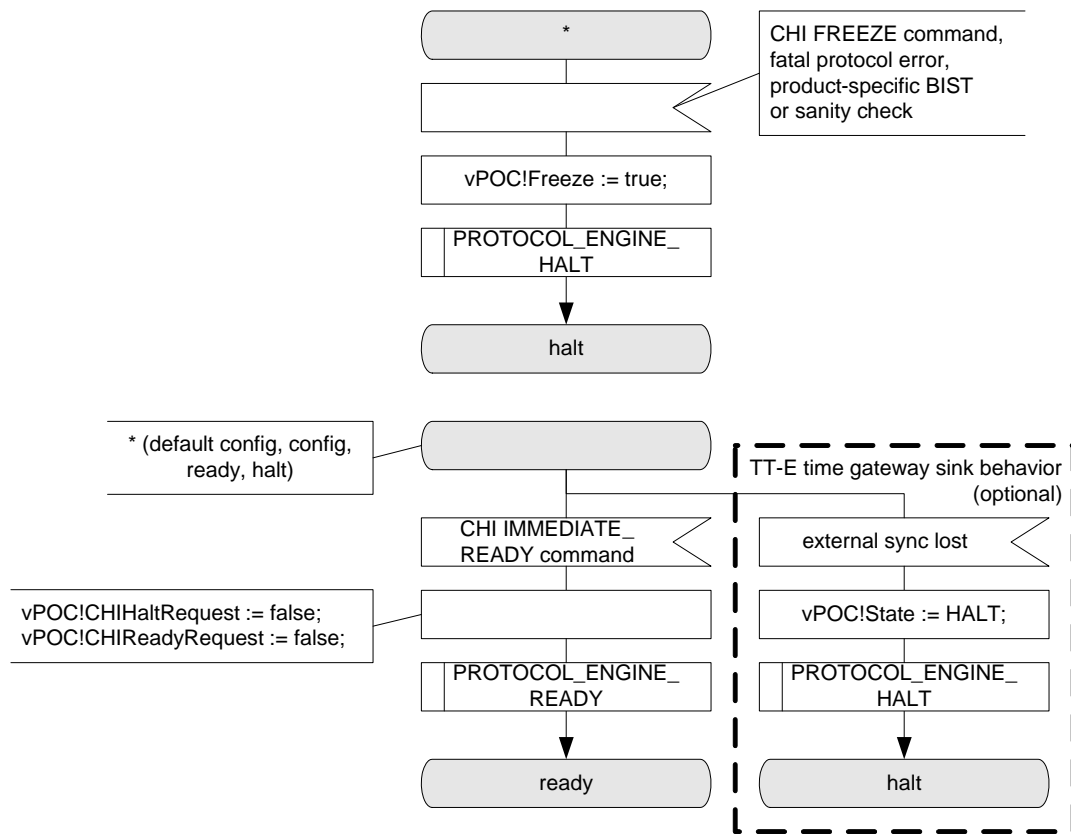 *
CHI FREEZE command,
fatal protocol error,
product-specific BIST
or sanity check
vPOC!Freeze := true;
PROTOCOL_ENGINE_
HALT
halt
* (default config, config,
ready, halt)
TT-E time gateway sink behavior
(optional)
CHI IMMEDIATE_
READY command
external sync lost
vPOC!CHIHaltRequest := false;
vPOC!CHIReadyRequest := false;
vPOC!State := HALT;
PROTOCOL_ENGINE_
READY
PROTOCOL_ENGINE_
HALT
ready
halt